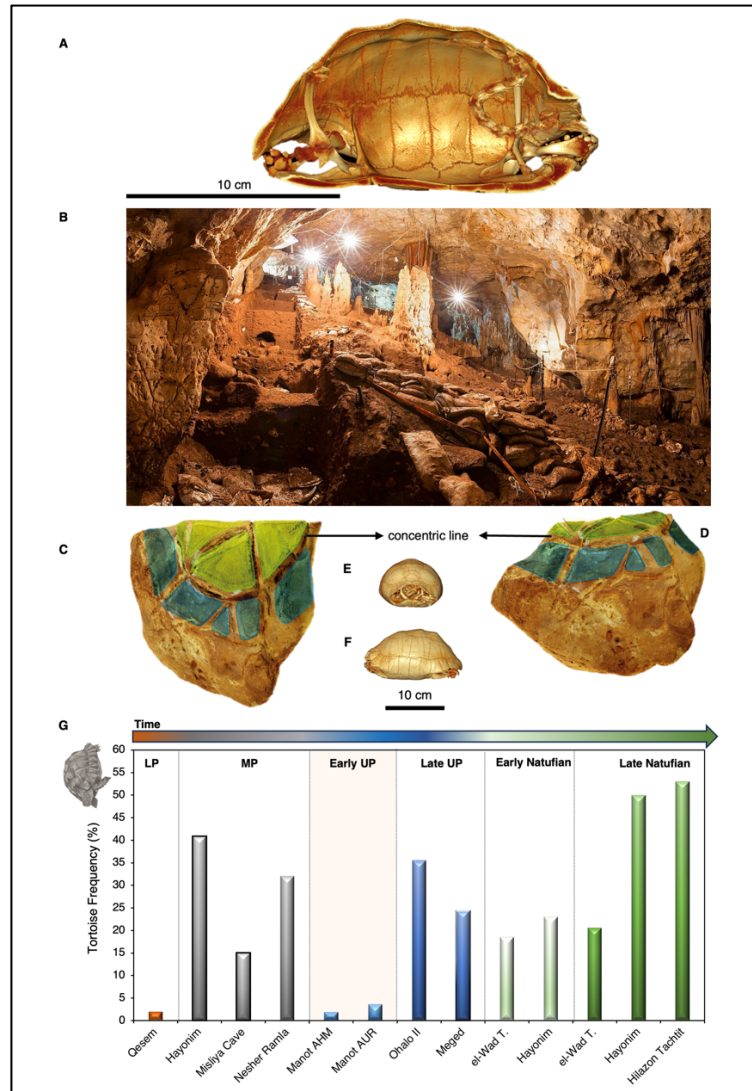 A
10 cm
B
C
concentric line
D
E
F
10 cm
G
Time
60
55
50
45
40
35
30
25
20
15
10
5
0
Tortoise Frequency (%)
LP
MP
Early UP
Late UP
Early Natufian
Late Natufian
Qesem
Hayonim
Misliya Cave
Nesher Ramla
Manot AHM
Manot AUR
Ohalo II
Meged
el-Wad T.
Hayonim
el-Wad T.
Hayonim
Hilazon Tachtit